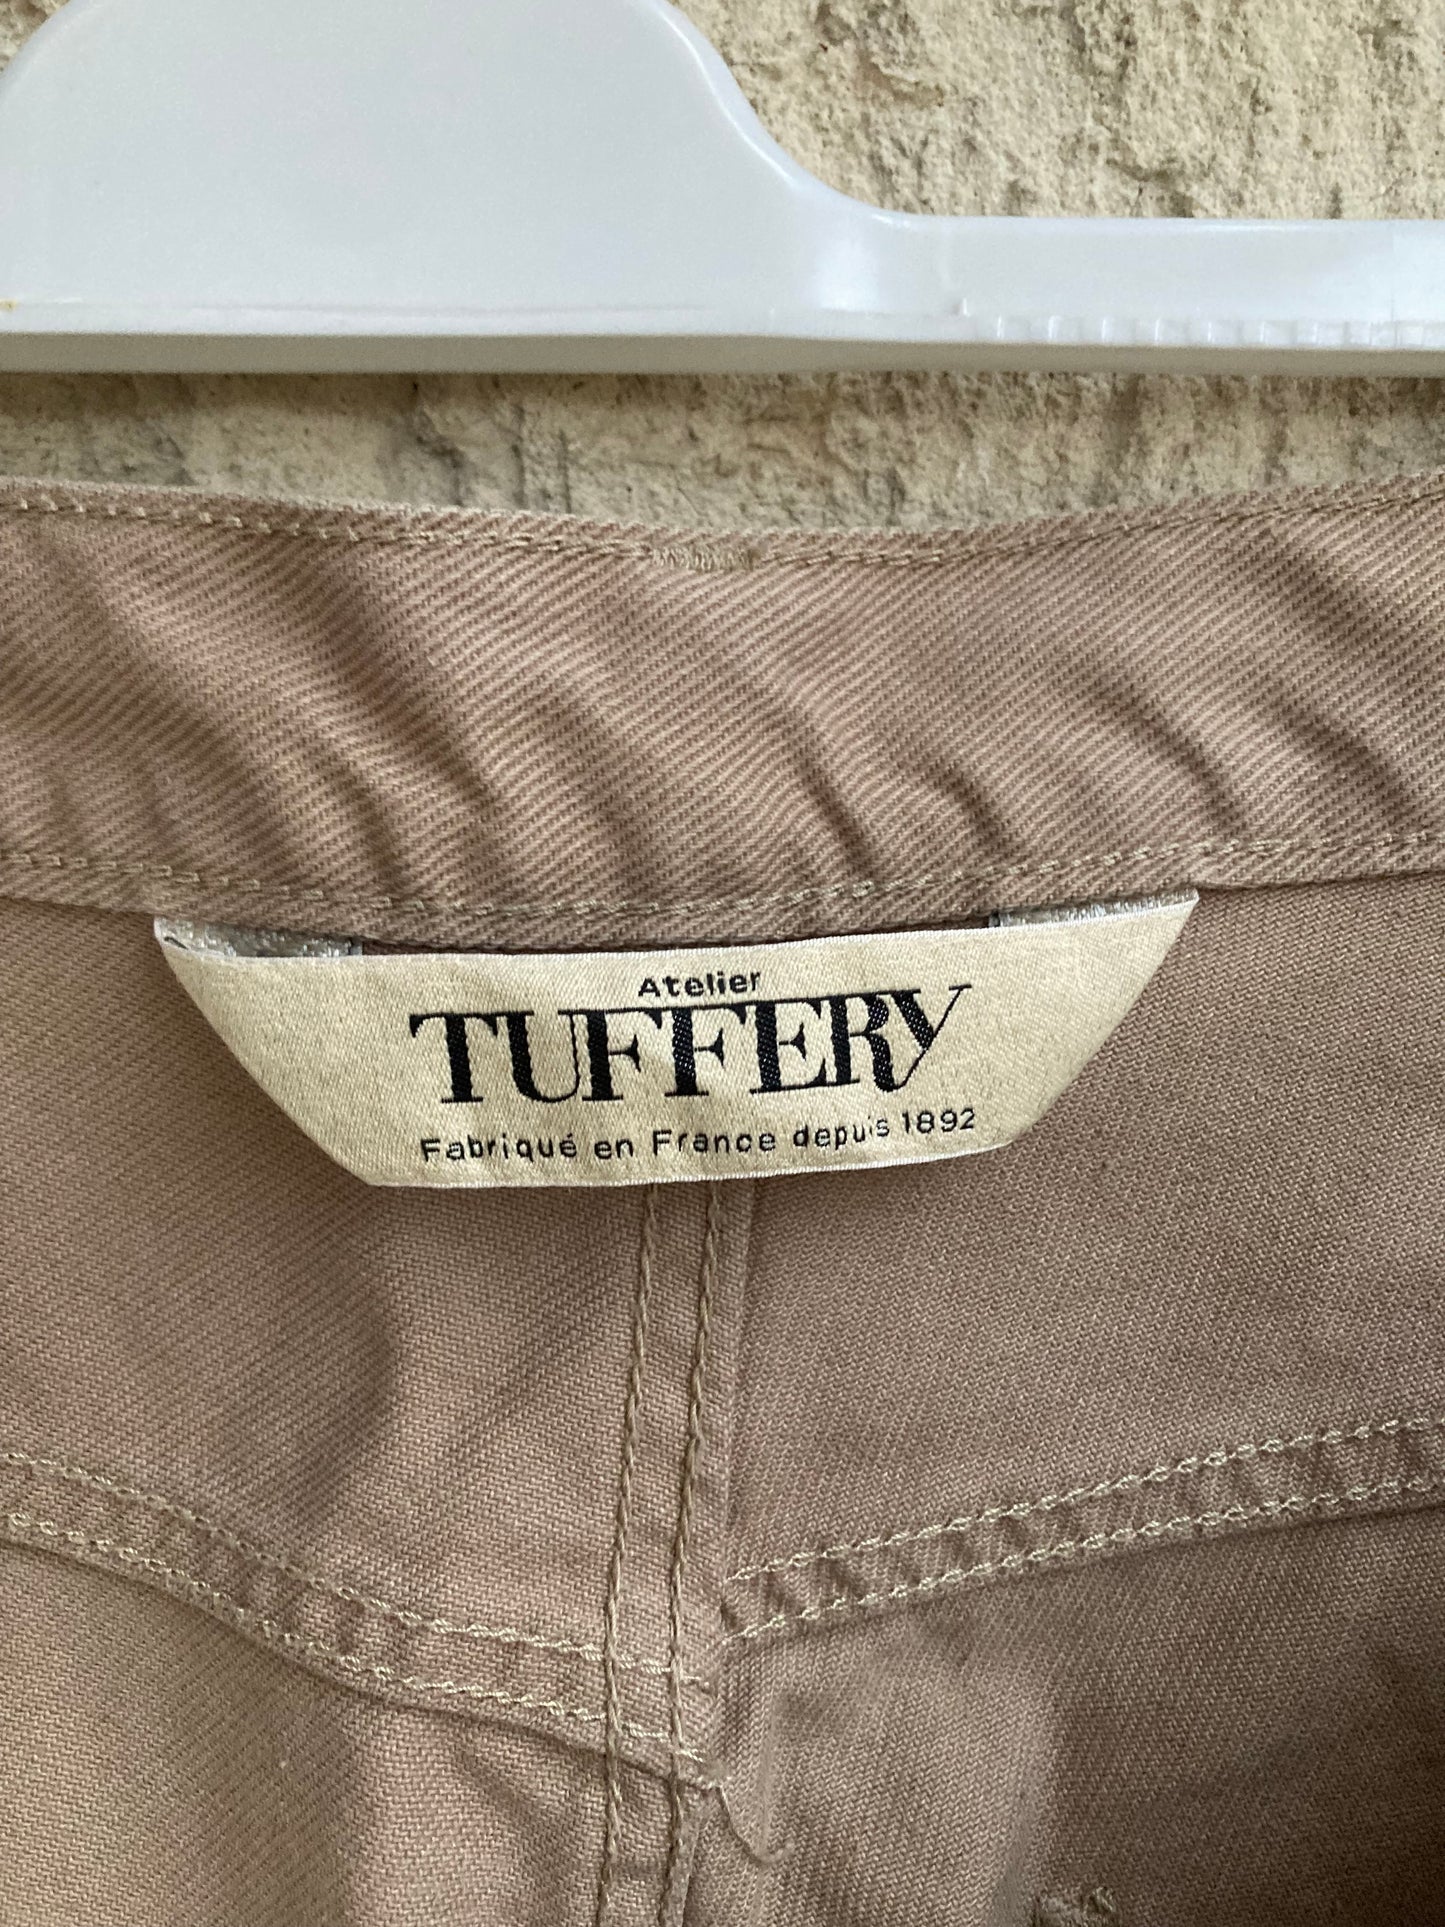 Atelier
TUFFERY
Fabriqué en France depuis 1892